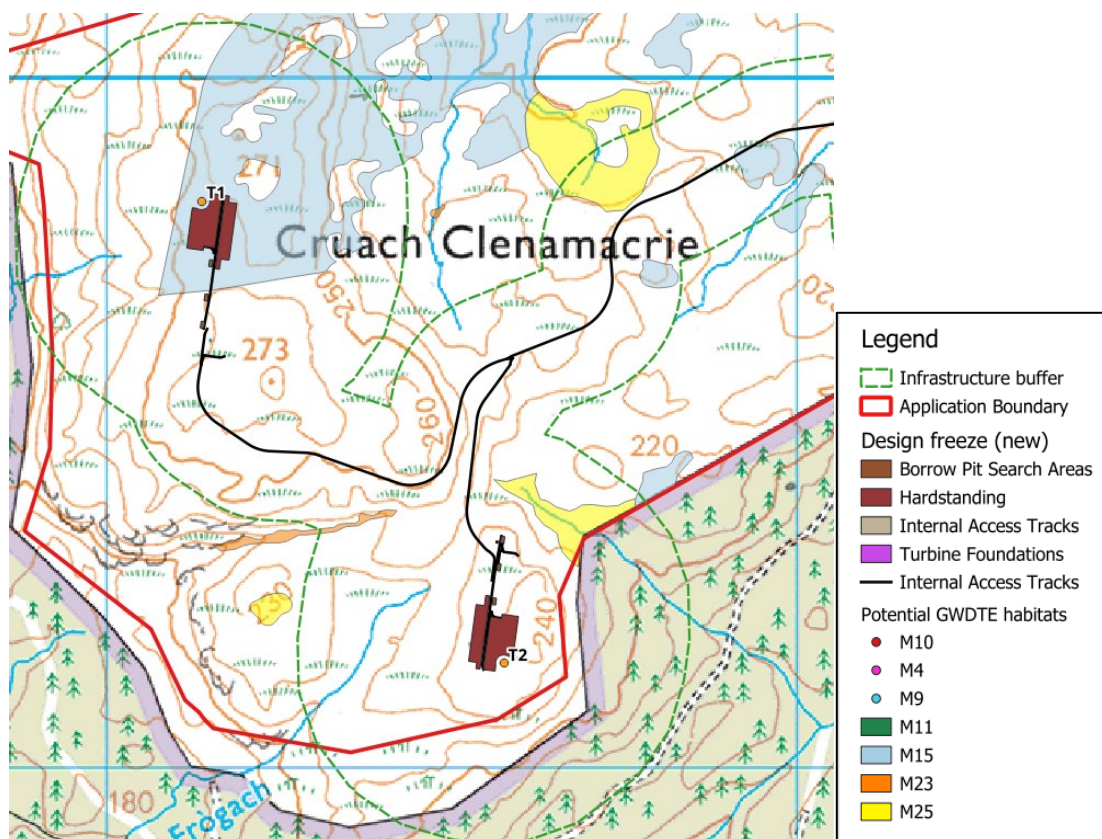 271
T1
Cruach Clenamacrie
250
273
260
20
220
T2
240
180
Frògach
Legend
Infrastructure buffer
Application Boundary
Design freeze (new)
Borrow Pit Search Areas
Hardstanding
Internal Access Tracks
Turbine Foundations
Internal Access Tracks
Potential GWDTE habitats
M10
M4
M9
M11
M15
M23
M25